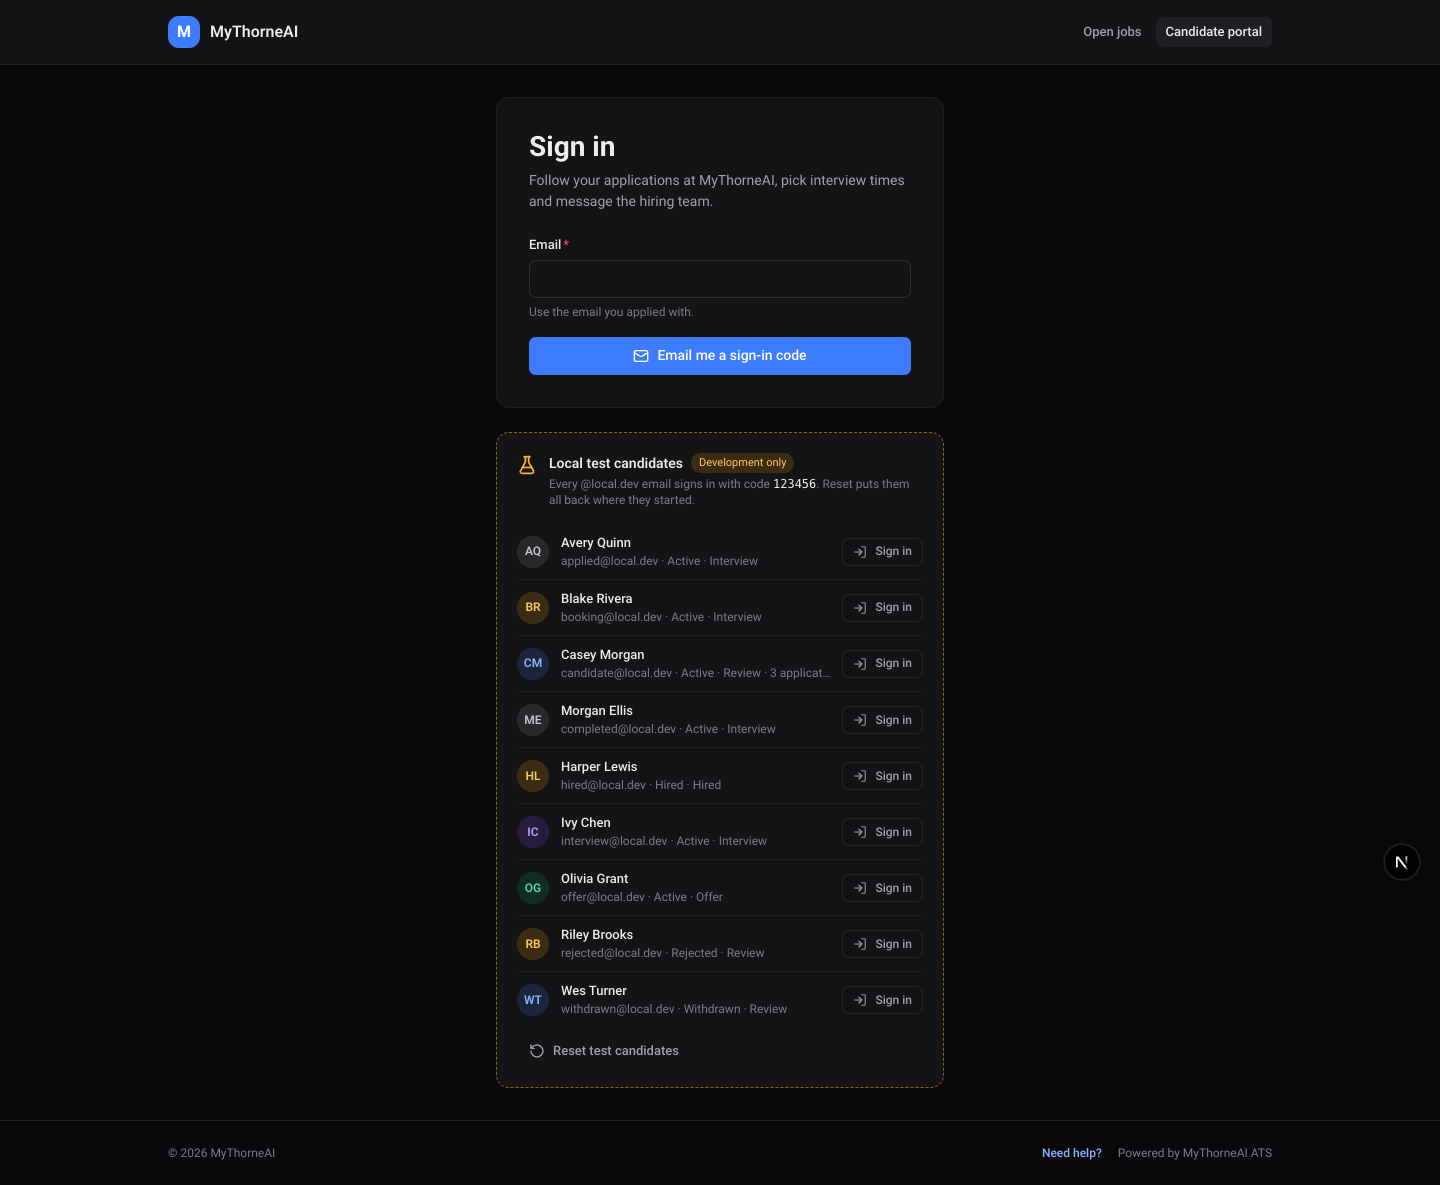 M MyThorneAI
Open jobs
Candidate portal
Sign in
Follow your applications at MyThorneAI, pick interview times
and message the hiring team.
Email*
Use the email you applied with.
Email me a sign-in code
Local test candidates
Development only
Every @local.dev email signs in with code 123456. Reset puts them
all back where they started.
AQ
Avery Quinn
applied@local.dev · Active · Interview
Sign in
BR
Blake Rivera
booking@local.dev · Active · Interview
Sign in
CM
Casey Morgan
candidate@local.dev · Active · Review · 3 applicat…
Sign in
ME
Morgan Ellis
completed@local.dev · Active · Interview
Sign in
HL
Harper Lewis
hired@local.dev · Hired · Hired
Sign in
IC
Ivy Chen
interview@local.dev · Active · Interview
Sign in
OG
Olivia Grant
offer@local.dev · Active · Offer
Sign in
RB
Riley Brooks
rejected@local.dev · Rejected · Review
Sign in
WT
Wes Turner
withdrawn@local.dev · Withdrawn · Review
Sign in
Reset test candidates
N
© 2026 MyThorneAI
Need help?
Powered by MyThorneAI ATS